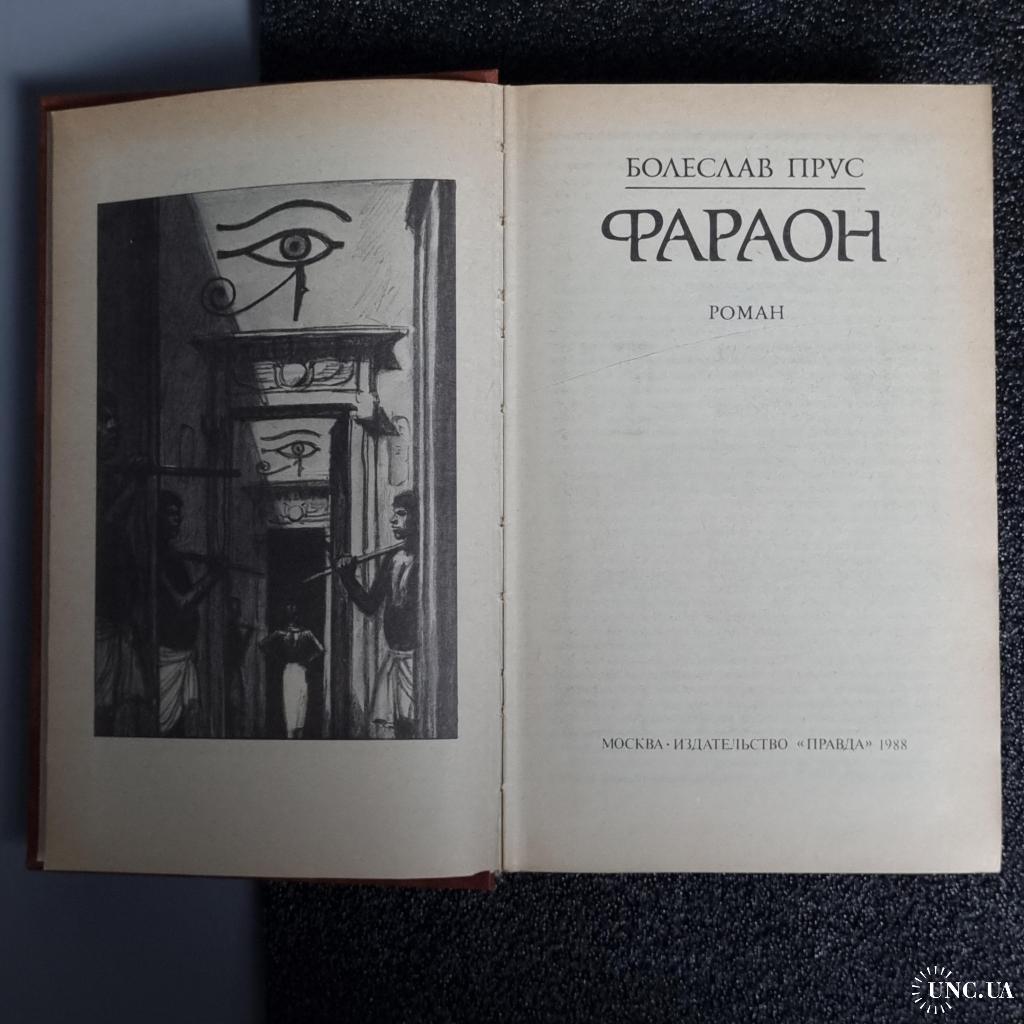 БОЛЕСЛАВ ПРУС
ФАРАОН
РОМАН
МОСКВА · ИЗДАТЕЛЬСТВО «ПРАВДА» 1988
UNC.UA